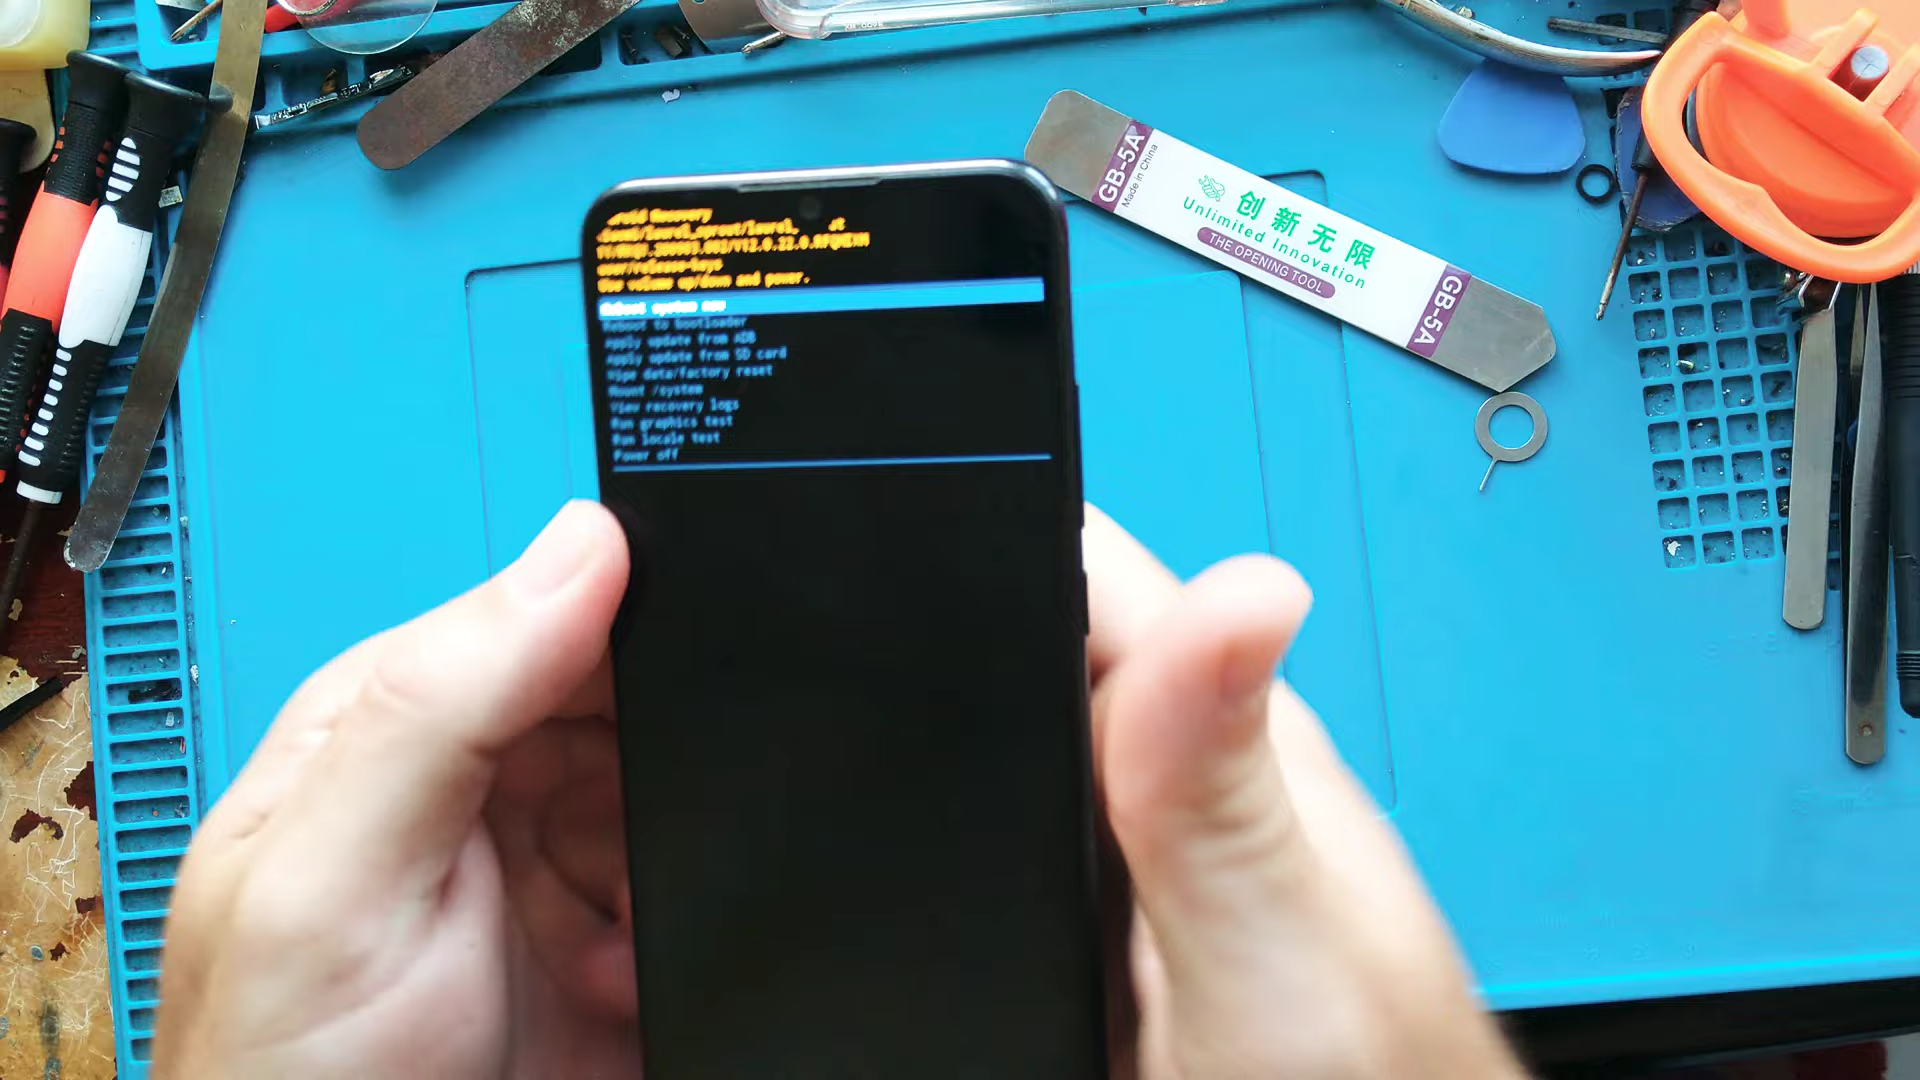 Recovery
user/release-keys
Use volume up/down and power.
Reboot system now
Reboot to bootloader
Apply update from ADB
Apply update from SD card
Wipe data/factory reset
Mount /system
View recovery logs
Run graphics test
Run locale test
Power off
GB-5A
Made in China
创新无限
Unlimited Innovation
THE OPENING TOOL
GB-5A